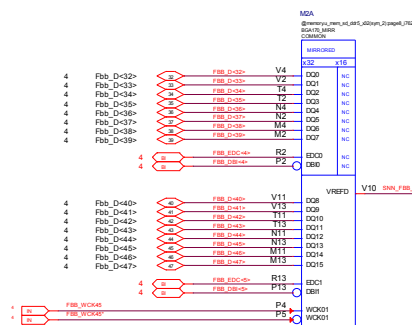 M2A
@memoryu_mem_sd_ddr5_x32(sym_2):page8_i762
BGA170_MIRR
COMMON
MIRRORED
x32 x16
4 Fbb_D<32> 32 FBB_D<32> V4 DQ0 NC
4 Fbb_D<33> 33 FBB_D<33> V2 DQ1 NC
4 Fbb_D<34> 34 FBB_D<34> T4 DQ2 NC
4 Fbb_D<35> 35 FBB_D<35> T2 DQ3 NC
4 Fbb_D<36> 36 FBB_D<36> N4 DQ4 NC
4 Fbb_D<37> 37 FBB_D<37> N2 DQ5 NC
4 Fbb_D<38> 38 FBB_D<38> M4 DQ6 NC
4 Fbb_D<39> 39 FBB_D<39> M2 DQ7 NC
4 BI FBB_EDC<4> R2 EDC0 NC
4 BI FBB_DBI<4> P2 DBI0 NC
VREFD V10 SNN_FBB_
4 Fbb_D<40> 40 FBB_D<40> V11 DQ8
4 Fbb_D<41> 41 FBB_D<41> V13 DQ9
4 Fbb_D<42> 42 FBB_D<42> T11 DQ10
4 Fbb_D<43> 43 FBB_D<43> T13 DQ11
4 Fbb_D<44> 44 FBB_D<44> N11 DQ12
4 Fbb_D<45> 45 FBB_D<45> N13 DQ13
4 Fbb_D<46> 46 FBB_D<46> M11 DQ14
4 Fbb_D<47> 47 FBB_D<47> M13 DQ15
4 BI FBB_EDC<5> R13 EDC1
4 BI FBB_DBI<5> P13 DBI1
4 IN FBB_WCK45 P4 WCK01
4 IN FBB_WCK45* P5 WCK01